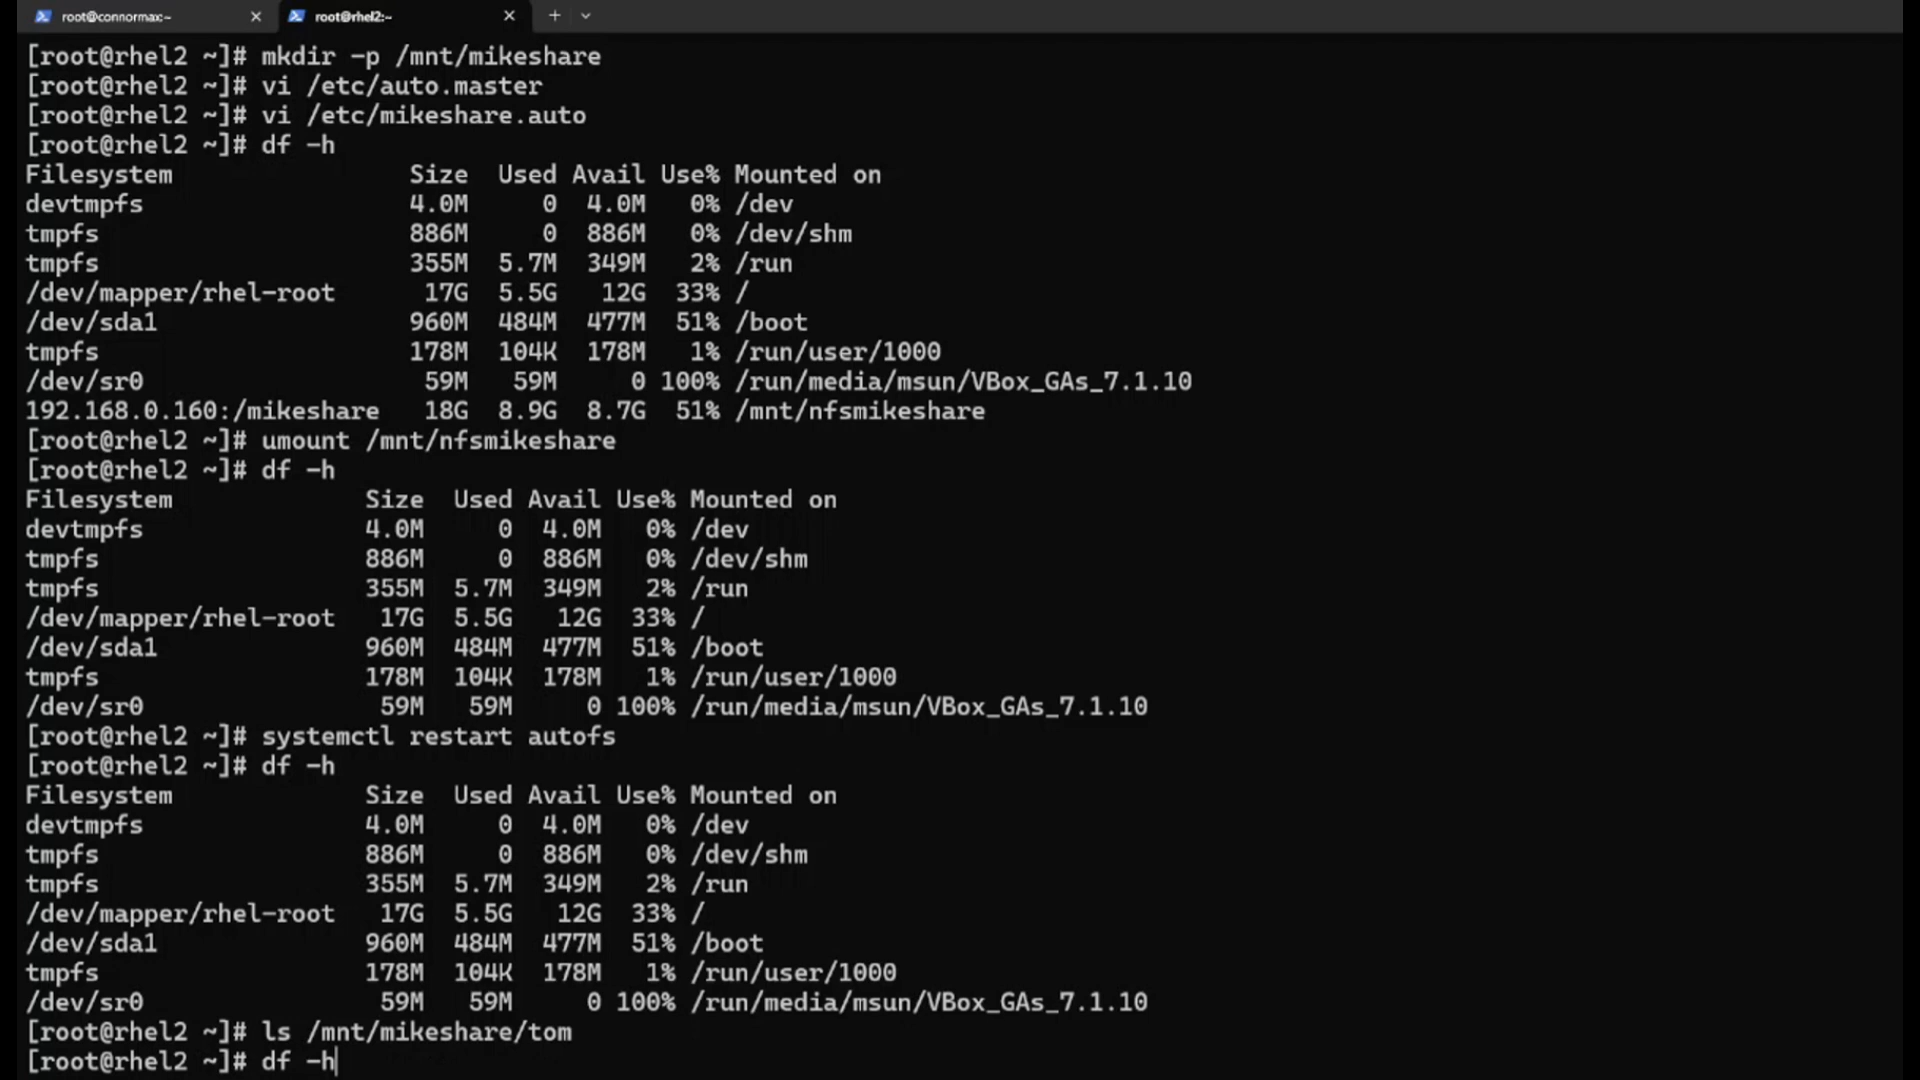 root@connormax:~
root@rhel2:~
[root@rhel2 ~]# mkdir -p /mnt/mikeshare
[root@rhel2 ~]# vi /etc/auto.master
[root@rhel2 ~]# vi /etc/mikeshare.auto
[root@rhel2 ~]# df -h
Filesystem                Size  Used Avail Use% Mounted on
devtmpfs                  4.0M     0  4.0M   0% /dev
tmpfs                     886M     0  886M   0% /dev/shm
tmpfs                     355M  5.7M  349M   2% /run
/dev/mapper/rhel-root      17G  5.5G   12G  33% /
/dev/sda1                 960M  484M  477M  51% /boot
tmpfs                     178M  104K  178M   1% /run/user/1000
/dev/sr0                   59M   59M     0 100% /run/media/msun/VBox_GAs_7.1.10
192.168.0.160:/mikeshare   18G  8.9G  8.7G  51% /mnt/nfsmikeshare
[root@rhel2 ~]# umount /mnt/nfsmikeshare
[root@rhel2 ~]# df -h
Filesystem             Size  Used Avail Use% Mounted on
devtmpfs               4.0M     0  4.0M   0% /dev
tmpfs                  886M     0  886M   0% /dev/shm
tmpfs                  355M  5.7M  349M   2% /run
/dev/mapper/rhel-root   17G  5.5G   12G  33% /
/dev/sda1              960M  484M  477M  51% /boot
tmpfs                  178M  104K  178M   1% /run/user/1000
/dev/sr0                59M   59M     0 100% /run/media/msun/VBox_GAs_7.1.10
[root@rhel2 ~]# systemctl restart autofs
[root@rhel2 ~]# df -h
Filesystem             Size  Used Avail Use% Mounted on
devtmpfs               4.0M     0  4.0M   0% /dev
tmpfs                  886M     0  886M   0% /dev/shm
tmpfs                  355M  5.7M  349M   2% /run
/dev/mapper/rhel-root   17G  5.5G   12G  33% /
/dev/sda1              960M  484M  477M  51% /boot
tmpfs                  178M  104K  178M   1% /run/user/1000
/dev/sr0                59M   59M     0 100% /run/media/msun/VBox_GAs_7.1.10
[root@rhel2 ~]# ls /mnt/mikeshare/tom
[root@rhel2 ~]# df -h